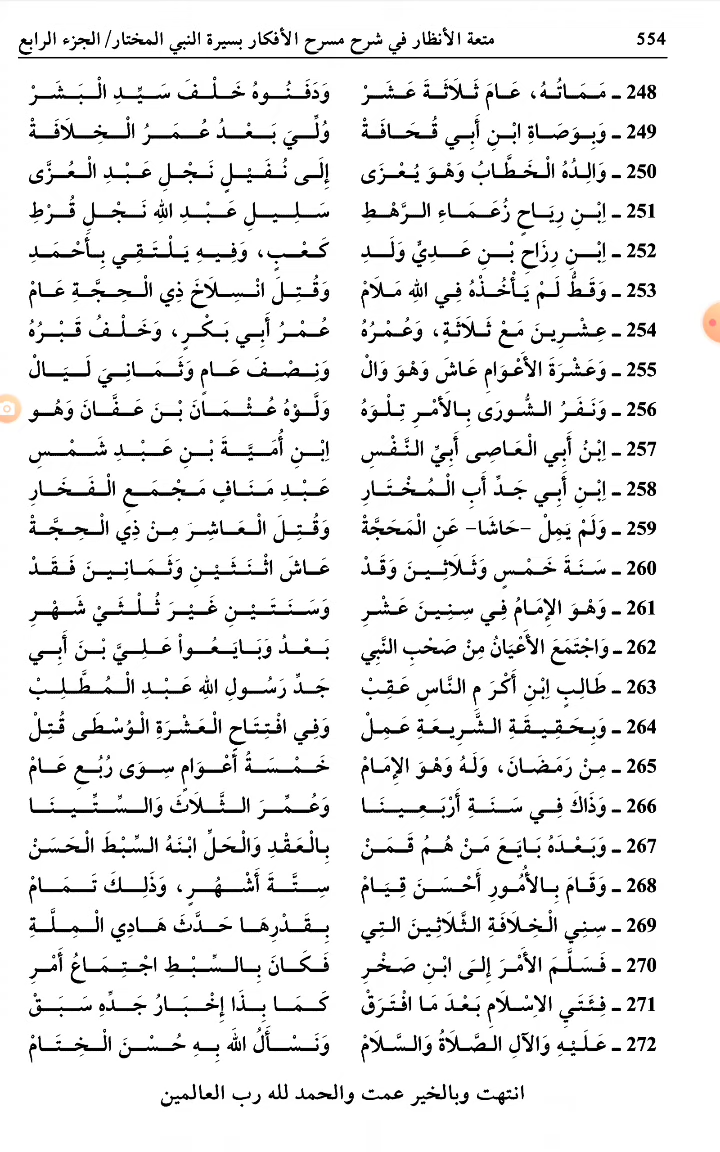 554 متعة الأنظار في شرح مسرح الأفكار بسيرة النبي المختار/ الجزء الرابع
248 ـ مَمَاتُهُ، عَامَ ثَلَاثَةَ عَشَرْ وَدَفَنُوهُ خَلْفَ سَيِّدِ الْبَشَرْ
249 ـ وَبِوَصَاةِ ابْنِ أَبِي قُحَافَةْ وُلِّيَ بَعْدُ عُمَرُ الْخِلَافَةْ
250 ـ وَالِدُهُ الْخَطَّابُ وَهوَ يُعْزَى إِلَى نُفَيْلٍ نَجْلِ عَبْدِ الْعُزَّى
251 ـ اِبْنِ رِيَاحٍ زُعَمَاءِ الرَّهْطِ سَلِيلِ عَبْدِ اللهِ نَجْلِ قُرْطِ
252 ـ اِبْنِ رِزَاحِ بْنِ عَدِيٍّ وَلَدِ كَعْبٍ، وَفِيهِ يَلْتَقِي بِأَحْمَدِ
253 ـ وَقَطُّ لَمْ يَأْخُذْهُ فِي اللهِ مَلَامْ وَقُتِلَ انْسِلَاخَ ذِي الْحِجَّةِ عَامْ
254 ـ عِشْرِينَ مَعْ ثَلَاثَةٍ، وَعُمْرُهُ عُمْرُ أَبِي بَكْرٍ، وَخَلْفُ قَبْرُهُ
255 ـ وَعَشْرَةَ الأَعْوَامِ عَاشَ وَهوَ وَالْ وَنِصْفَ عَامٍ وَثَمَانِيَ لَيَالْ
256 ـ وَنَفَرُ الشُّورَى بِالأَمْرِ تِلْوَهُ وَلَّوْهُ عُثْمَانَ بْنَ عَفَّانَ وَهُو
257 ـ اِبْنُ أَبِي الْعَاصِى أَبِيِّ النَّفْسِ اِبْنِ أُمَيَّةَ بْنِ عَبْدِ شَمْسِ
258 ـ اِبْنِ أَبِي جَدِّ أَبِ الْمُخْتَارِ عَبْدِ مَنَافٍ مَجْمَعِ الْفَخَارِ
259 ـ وَلَمْ يَمِلْ -حَاشَا- عَنِ الْمَحَجَّةْ وَقُتِلَ الْعَاشِرَ مِنْ ذِي الْحِجَّةْ
260 ـ سَنَةَ خَمْسٍ وَثَلَاثِينَ وَقَدْ عَاشَ اثْنَتَيْنِ وَثَمَانِينَ فَقَدْ
261 ـ وَهْوَ الإِمَامُ فِي سِنِينَ عَشْرِ وَسَنَتَيْنِ غَيْرَ ثُلْثَيْ شَهْرِ
262 ـ وَاجْتَمَعَ الأَعْيَانُ مِنْ صَحْبِ النَّبِي بَعْدُ وَبَايَعُواْ عَلِيَّ بْنَ أَبِي
263 ـ طَالِبٍ اِبْنِ أَكْرَمِ النَّاسِ عَقِبْ جَدِّ رَسُولِ اللهِ عَبْدِ الْمُطَّلِبْ
264 ـ وَبِحَقِيقَةِ الشَّرِيعَةِ عَمِلْ وَفِي افْتِتَاحِ الْعَشْرَةِ الْوُسْطَى قُتِلْ
265 ـ مِنْ رَمَضَانَ، وَلَهُ وَهْوَ الإِمَامْ خَمْسَةُ أَعْوَامٍ سِوَى رُبُعِ عَامْ
266 ـ وَذَاكَ فِي سَنَةِ أَرْبَعِينَا وَعُمِّرَ الثَّلَاثَ وَالسِّتِّينَا
267 ـ وَبَعْدَهُ بَايَعَ مَنْ هُمُ قَمَنْ بِالْعَقْدِ وَالْحَلِّ ابْنَهُ السِّبْطَ الْحَسَنْ
268 ـ وَقَامَ بِالأُمُورِ أَحْسَنَ قِيَامْ سِتَّةَ أَشْهُرٍ، وَذَلِكَ تَمَامْ
269 ـ سِنِي الْخِلَافَةِ الثَّلَاثِينَ التِي بِقَدْرِهَا حَدَّثَ هَادِي الْمِلَّةِ
270 ـ فَسَلَّمَ الأَمْرَ إِلَى ابْنِ صَخْرِ فَكَانَ بِالسِّبْطِ اجْتِمَاعُ أَمْرِ
271 ـ فِئَتَيِ الِاسْلَامِ بَعْدَ مَا افْتَرَقْ كَمَا بِذَا إِخْبَارُ جَدِّهِ سَبَقْ
272 ـ عَلَيْهِ وَالآلِ الصَّلَاةُ وَالسَّلَامْ وَنَسْأَلُ اللهَ بِهِ حُسْنَ الْخِتَامْ
انتهت وبالخير عمت والحمد لله رب العالمين